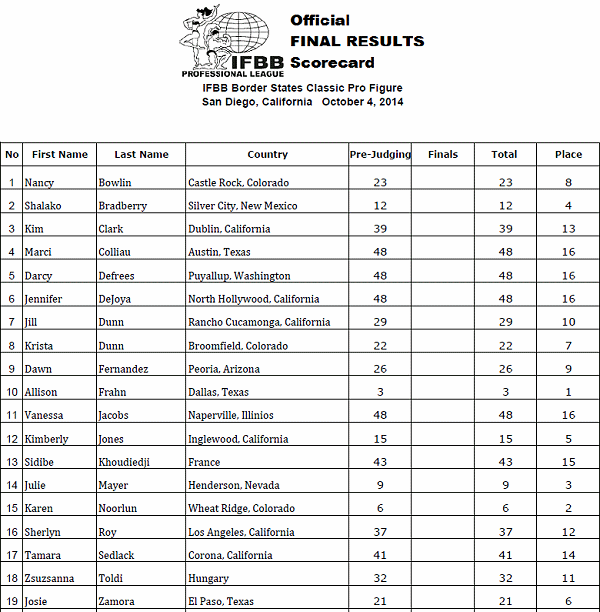 Official
FINAL RESULTS
Scorecard
IFBB
PROFESSIONAL LEAGUE
IFBB Border States Classic Pro Figure
San Diego, California October 4, 2014
No First Name Last Name Country Pre-Judging Finals Total Place
1 Nancy Bowlin Castle Rock, Colorado 23 23 8
2 Shalako Bradberry Silver City, New Mexico 12 12 4
3 Kim Clark Dublin, California 39 39 13
4 Marci Colliau Austin, Texas 48 48 16
5 Darcy Defrees Puyallup, Washington 48 48 16
6 Jennifer DeJoya North Hollywood, California 48 48 16
7 Jill Dunn Rancho Cucamonga, California 29 29 10
8 Krista Dunn Broomfield, Colorado 22 22 7
9 Dawn Fernandez Peoria, Arizona 26 26 9
10 Allison Frahn Dallas, Texas 3 3 1
11 Vanessa Jacobs Naperville, Illinios 48 48 16
12 Kimberly Jones Inglewood, California 15 15 5
13 Sidibe Khoudiedji France 43 43 15
14 Julie Mayer Henderson, Nevada 9 9 3
15 Karen Noorlun Wheat Ridge, Colorado 6 6 2
16 Sherlyn Roy Los Angeles, California 37 37 12
17 Tamara Sedlack Corona, California 41 41 14
18 Zsuzsanna Toldi Hungary 32 32 11
19 Josie Zamora El Paso, Texas 21 21 6